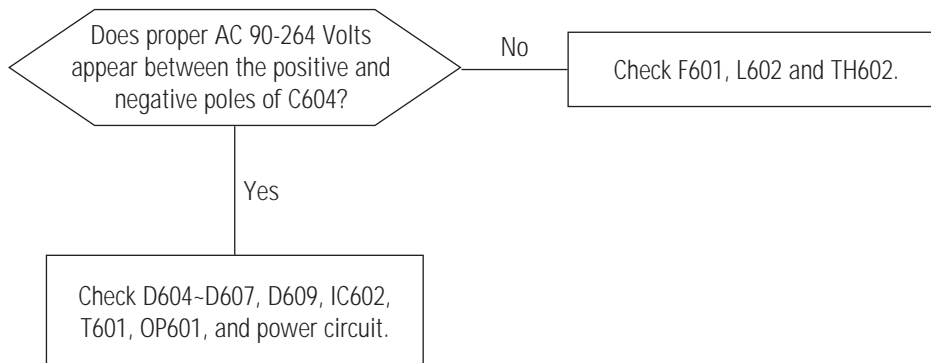 Does proper AC 90-264 Volts
appear between the positive and
negative poles of C604?
No
Check F601, L602 and TH602.
Yes
Check D604~D607, D609, IC602,
T601, OP601, and power circuit.